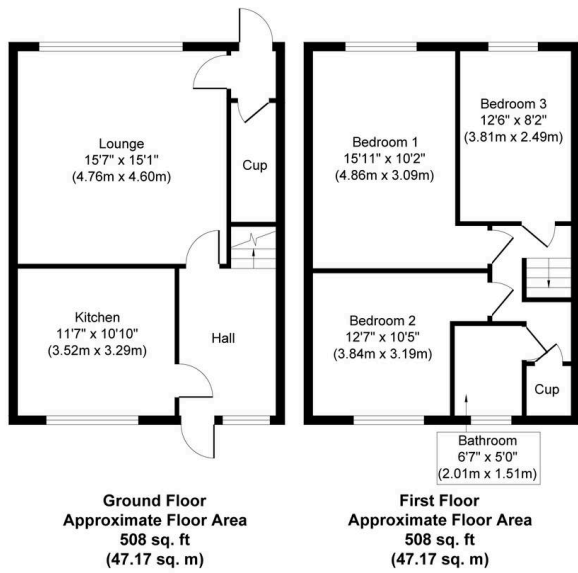 Lounge
15'7" x 15'1"
(4.76m x 4.60m)
Cup
Kitchen
11'7" x 10'10"
(3.52m x 3.29m)
Hall
Ground Floor
Approximate Floor Area
508 sq. ft
(47.17 sq. m)
Bedroom 1
15'11" x 10'2"
(4.86m x 3.09m)
Bedroom 3
12'6" x 8'2"
(3.81m x 2.49m)
Bedroom 2
12'7" x 10'5"
(3.84m x 3.19m)
Cup
Bathroom
6'7" x 5'0"
(2.01m x 1.51m)
First Floor
Approximate Floor Area
508 sq. ft
(47.17 sq. m)